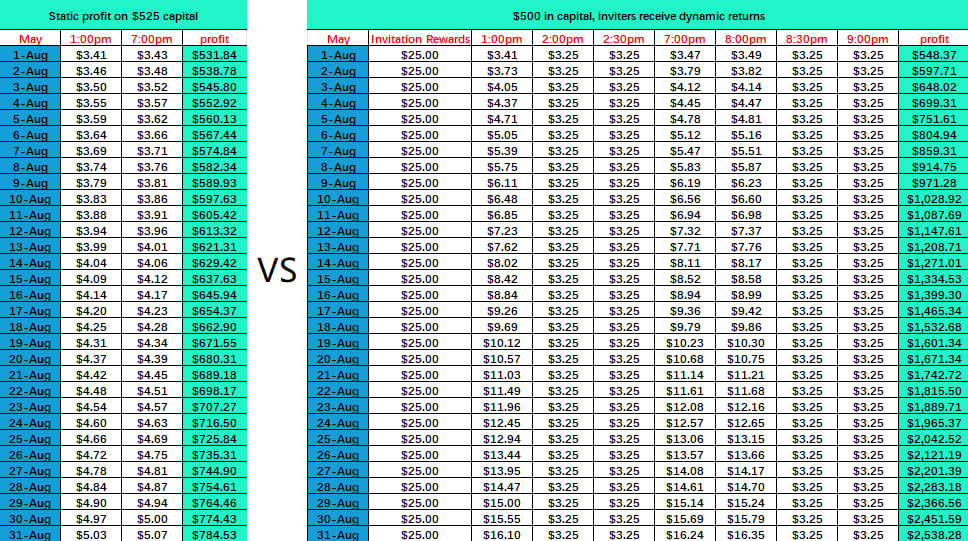 Static profit on $525 capital
May 1:00pm 7:00pm profit
1-Aug $3.41 $3.43 $531.84
2-Aug $3.46 $3.48 $538.78
3-Aug $3.50 $3.52 $545.80
4-Aug $3.55 $3.57 $552.92
5-Aug $3.59 $3.62 $560.13
6-Aug $3.64 $3.66 $567.44
7-Aug $3.69 $3.71 $574.84
8-Aug $3.74 $3.76 $582.34
9-Aug $3.79 $3.81 $589.93
10-Aug $3.83 $3.86 $597.63
11-Aug $3.88 $3.91 $605.42
12-Aug $3.94 $3.96 $613.32
13-Aug $3.99 $4.01 $621.31
14-Aug $4.04 $4.06 $629.42
15-Aug $4.09 $4.12 $637.63
16-Aug $4.14 $4.17 $645.94
17-Aug $4.20 $4.23 $654.37
18-Aug $4.25 $4.28 $662.90
19-Aug $4.31 $4.34 $671.55
20-Aug $4.37 $4.39 $680.31
21-Aug $4.42 $4.45 $689.18
22-Aug $4.48 $4.51 $698.17
23-Aug $4.54 $4.57 $707.27
24-Aug $4.60 $4.63 $716.50
25-Aug $4.66 $4.69 $725.84
26-Aug $4.72 $4.75 $735.31
27-Aug $4.78 $4.81 $744.90
28-Aug $4.84 $4.87 $754.61
29-Aug $4.90 $4.94 $764.46
30-Aug $4.97 $5.00 $774.43
31-Aug $5.03 $5.07 $784.53
VS
$500 in capital, inviters receive dynamic returns
May Invitation Rewards 1:00pm 2:00pm 2:30pm 7:00pm 8:00pm 8:30pm 9:00pm profit
1-Aug $25.00 $3.41 $3.25 $3.25 $3.47 $3.49 $3.25 $3.25 $548.37
2-Aug $25.00 $3.73 $3.25 $3.25 $3.79 $3.82 $3.25 $3.25 $597.71
3-Aug $25.00 $4.05 $3.25 $3.25 $4.12 $4.14 $3.25 $3.25 $648.02
4-Aug $25.00 $4.37 $3.25 $3.25 $4.45 $4.47 $3.25 $3.25 $699.31
5-Aug $25.00 $4.71 $3.25 $3.25 $4.78 $4.81 $3.25 $3.25 $751.61
6-Aug $25.00 $5.05 $3.25 $3.25 $5.12 $5.16 $3.25 $3.25 $804.94
7-Aug $25.00 $5.39 $3.25 $3.25 $5.47 $5.51 $3.25 $3.25 $859.31
8-Aug $25.00 $5.75 $3.25 $3.25 $5.83 $5.87 $3.25 $3.25 $914.75
9-Aug $25.00 $6.11 $3.25 $3.25 $6.19 $6.23 $3.25 $3.25 $971.28
10-Aug $25.00 $6.48 $3.25 $3.25 $6.56 $6.60 $3.25 $3.25 $1,028.92
11-Aug $25.00 $6.85 $3.25 $3.25 $6.94 $6.98 $3.25 $3.25 $1,087.69
12-Aug $25.00 $7.23 $3.25 $3.25 $7.32 $7.37 $3.25 $3.25 $1,147.61
13-Aug $25.00 $7.62 $3.25 $3.25 $7.71 $7.76 $3.25 $3.25 $1,208.71
14-Aug $25.00 $8.02 $3.25 $3.25 $8.11 $8.17 $3.25 $3.25 $1,271.01
15-Aug $25.00 $8.42 $3.25 $3.25 $8.52 $8.58 $3.25 $3.25 $1,334.53
16-Aug $25.00 $8.84 $3.25 $3.25 $8.94 $8.99 $3.25 $3.25 $1,399.30
17-Aug $25.00 $9.26 $3.25 $3.25 $9.36 $9.42 $3.25 $3.25 $1,465.34
18-Aug $25.00 $9.69 $3.25 $3.25 $9.79 $9.86 $3.25 $3.25 $1,532.68
19-Aug $25.00 $10.12 $3.25 $3.25 $10.23 $10.30 $3.25 $3.25 $1,601.34
20-Aug $25.00 $10.57 $3.25 $3.25 $10.68 $10.75 $3.25 $3.25 $1,671.34
21-Aug $25.00 $11.03 $3.25 $3.25 $11.14 $11.21 $3.25 $3.25 $1,742.72
22-Aug $25.00 $11.49 $3.25 $3.25 $11.61 $11.68 $3.25 $3.25 $1,815.50
23-Aug $25.00 $11.96 $3.25 $3.25 $12.08 $12.16 $3.25 $3.25 $1,889.71
24-Aug $25.00 $12.45 $3.25 $3.25 $12.57 $12.65 $3.25 $3.25 $1,965.37
25-Aug $25.00 $12.94 $3.25 $3.25 $13.06 $13.15 $3.25 $3.25 $2,042.52
26-Aug $25.00 $13.44 $3.25 $3.25 $13.57 $13.66 $3.25 $3.25 $2,121.19
27-Aug $25.00 $13.95 $3.25 $3.25 $14.08 $14.17 $3.25 $3.25 $2,201.39
28-Aug $25.00 $14.47 $3.25 $3.25 $14.61 $14.70 $3.25 $3.25 $2,283.18
29-Aug $25.00 $15.00 $3.25 $3.25 $15.14 $15.24 $3.25 $3.25 $2,366.56
30-Aug $25.00 $15.55 $3.25 $3.25 $15.69 $15.79 $3.25 $3.25 $2,451.59
31-Aug $25.00 $16.10 $3.25 $3.25 $16.24 $16.35 $3.25 $3.25 $2,538.28